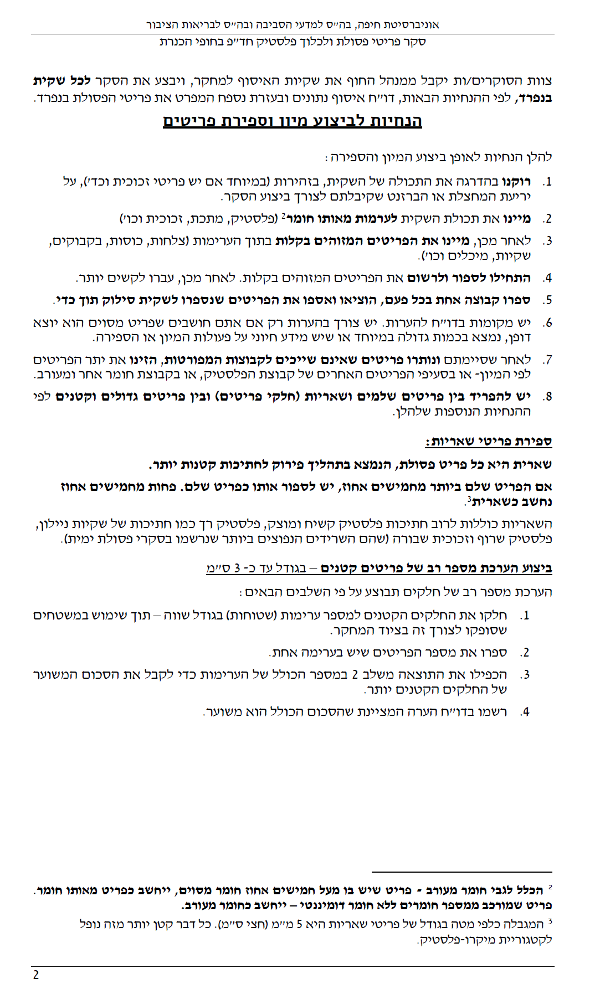 אוניברסיטת חיפה, בה״ס למדעי הסביבה ובה״ס לבריאות הציבור
סקר פריטי פסולת ולכלוך פלסטיק חד״פ בחופי הכנרת
צוות הסוקרים/ות יקבל ממנהל החוף את שקיות האיסוף למחקר, ויבצע את הסקר לכל שקית
בנפרד, לפי ההנחיות הבאות, דו״ח איסוף נתונים ובעזרת נספח המפרט את פריטי הפסולת בנפרד.
הנחיות לביצוע מיון וספירת פריטים
להלן הנחיות לאופן ביצוע המיון והספירה:
1. רוקנו בהדרגה את התכולה של השקית, בזהירות (במיוחד אם יש פריטי זכוכית וכד׳), על
יריעת המחצלת או הברזנט שקיבלתם לצורך ביצוע הסקר.
2. מיינו את תכולת השקית לערמות מאותו חומר² (פלסטיק, מתכת, זכוכית וכו׳)
3. לאחר מכן, מיינו את הפריטים המזוהים בקלות בתוך הערימות (צלחות, כוסות, בקבוקים,
שקיות, מיכלים וכו׳).
4. התחילו לספור ולרשום את הפריטים המזוהים בקלות. לאחר מכן, עברו לקשים יותר.
5. ספרו קבוצה אחת בכל פעם, הוציאו ואספו את הפריטים שנספרו לשקית סילוק תוך כדי.
6. יש מקומות בדו״ח להערות. יש צורך בהערות רק אם אתם חושבים שפריט מסוים הוא יוצא
דופן, נמצא בכמות גדולה במיוחד או שיש מידע חיוני על פעולות המיון או הספירה.
7. לאחר שסיימתם ונותרו פריטים שאינם שייכים לקבוצות המפורטות, הזינו את יתר הפריטים
לפי המיון- או בסעיפי הפריטים האחרים של קבוצת הפלסטיק, או בקבוצת חומר אחר ומעורב.
8. יש להפריד בין פריטים שלמים ושאריות (חלקי פריטים) ובין פריטים גדולים וקטנים לפי
ההנחיות הנוספות שלהלן.
ספירת פריטי שאריות:
שארית היא כל פריט פסולת, הנמצא בתהליך פירוק לחתיכות קטנות יותר.
אם הפריט שלם ביותר מחמישים אחוז, יש לספור אותו כפריט שלם. פחות מחמישים אחוז
נחשב כשארית³.
השאריות כוללות לרוב חתיכות פלסטיק קשיח ומוצק, פלסטיק רך כמו חתיכות של שקיות ניילון,
פלסטיק שרוף וזכוכית שבורה (שהם השרידים הנפוצים ביותר שנרשמו בסקרי פסולת ימית).
ביצוע הערכת מספר רב של פריטים קטנים – בגודל עד כ- 3 ס״מ
הערכת מספר רב של חלקים תבוצע על פי השלבים הבאים:
1. חלקו את החלקים הקטנים למספר ערימות (שטוחות) בגודל שווה – תוך שימוש במשטחים
שסופקו לצורך זה בציוד המחקר.
2. ספרו את מספר הפריטים שיש בערימה אחת.
3. הכפילו את התוצאה משלב 2 במספר הכולל של הערימות כדי לקבל את הסכום המשוער
של החלקים הקטנים יותר.
4. רשמו בדו״ח הערה המציינת שהסכום הכולל הוא משוער.
² הכלל לגבי חומר מעורב - פריט שיש בו מעל חמישים אחוז חומר מסוים, ייחשב כפריט מאותו חומר.
פריט שמורכב ממספר חומרים ללא חומר דומיננטי – ייחשב כחומר מעורב.
³ המגבלה כלפי מטה בגודל של פריטי שאריות היא 5 מ״מ (חצי ס״מ). כל דבר קטן יותר מזה נופל
לקטגוריית מיקרו-פלסטיק.
2